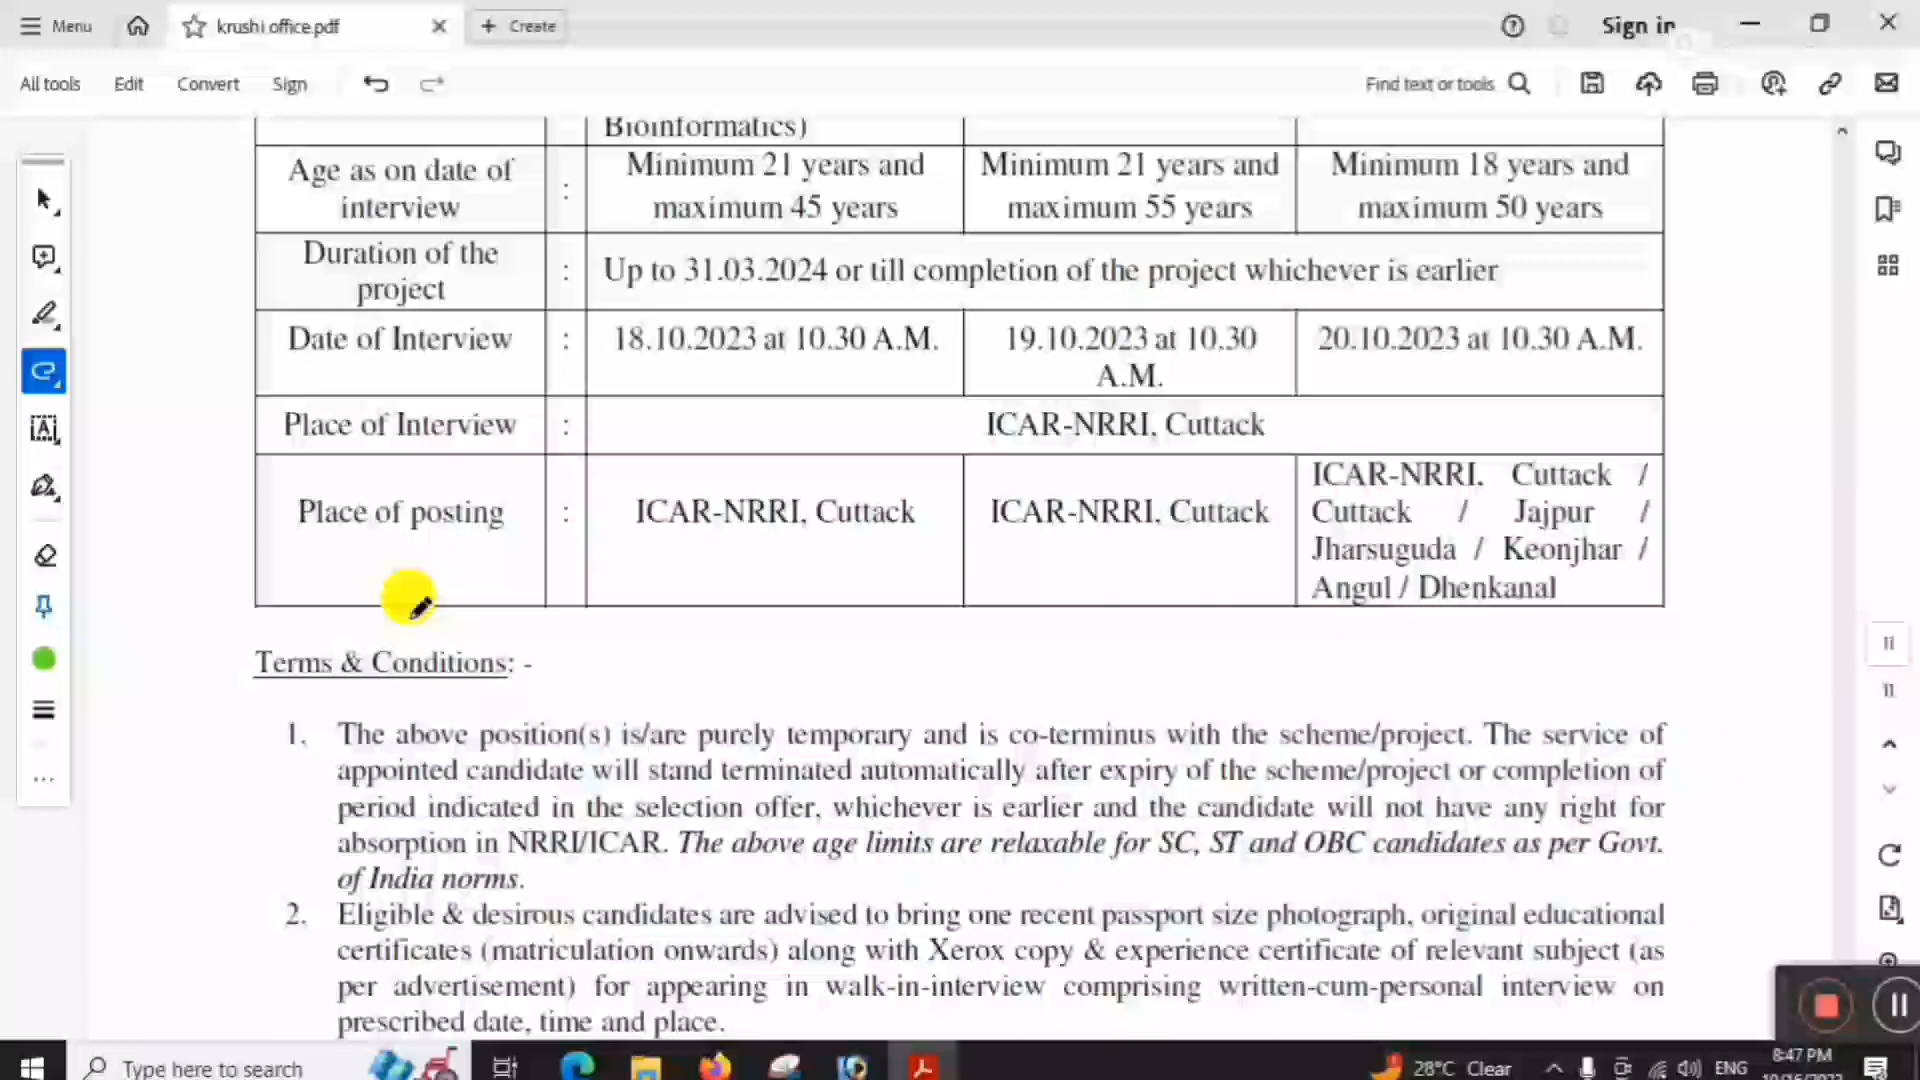 Menu
krushi office.pdf
Create
Sign in
All tools
Edit
Convert
Sign
Find text or tools
Bioinformatics)
Age as on date of interview : Minimum 21 years and maximum 45 years Minimum 21 years and maximum 55 years Minimum 18 years and maximum 50 years
Duration of the project : Up to 31.03.2024 or till completion of the project whichever is earlier
Date of Interview : 18.10.2023 at 10.30 A.M. 19.10.2023 at 10.30 A.M. 20.10.2023 at 10.30 A.M.
Place of Interview : ICAR-NRRI, Cuttack
Place of posting : ICAR-NRRI, Cuttack ICAR-NRRI, Cuttack ICAR-NRRI, Cuttack / Cuttack / Jajpur / Jharsuguda / Keonjhar / Angul / Dhenkanal
Terms & Conditions: -
1. The above position(s) is/are purely temporary and is co-terminus with the scheme/project. The service of
appointed candidate will stand terminated automatically after expiry of the scheme/project or completion of
period indicated in the selection offer, whichever is earlier and the candidate will not have any right for
absorption in NRRI/ICAR. The above age limits are relaxable for SC, ST and OBC candidates as per Govt.
of India norms.
2. Eligible & desirous candidates are advised to bring one recent passport size photograph, original educational
certificates (matriculation onwards) along with Xerox copy & experience certificate of relevant subject (as
per advertisement) for appearing in walk-in-interview comprising written-cum-personal interview on
prescribed date, time and place.
11
11
Type here to search
28°C Clear
ENG
8:47 PM